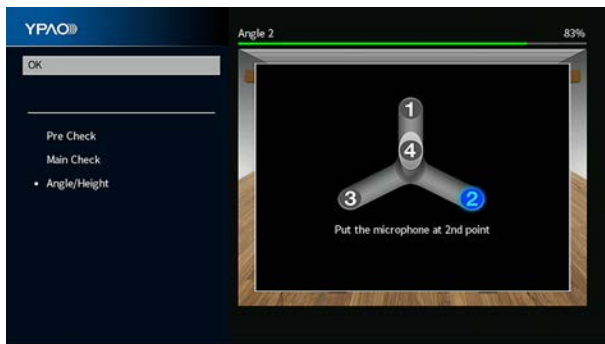 YPAO
Angle 2
83%
OK
Pre Check
Main Check
• Angle/Height
1
4
3
2
Put the microphone at 2nd point